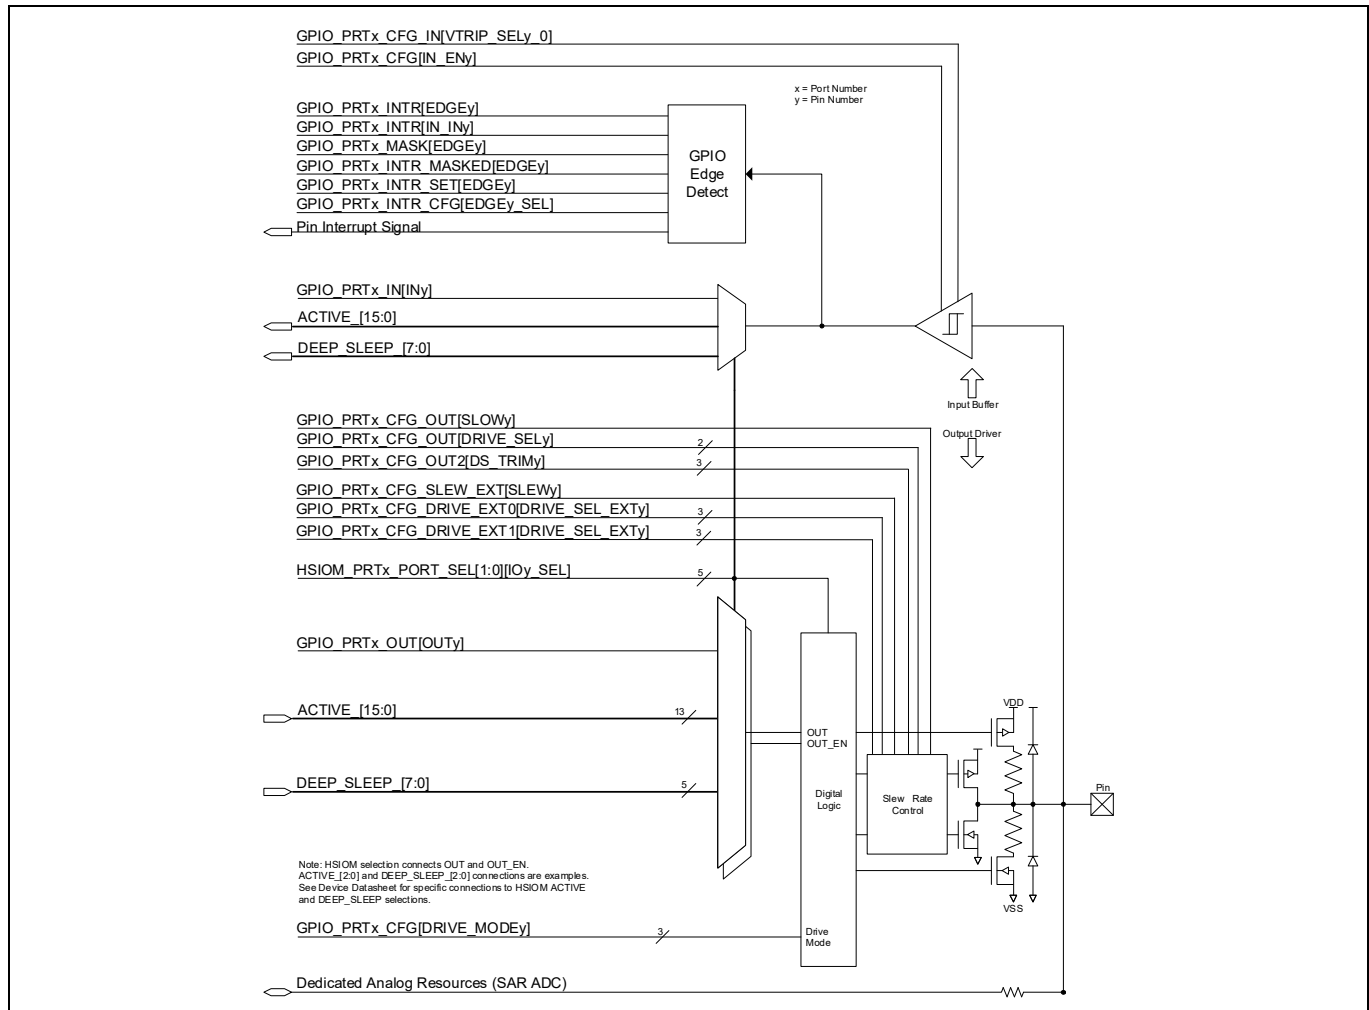 GPIO_PRTx_CFG_IN[VTRIP_SELy_0]
GPIO_PRTx_CFG[IN_ENy]
x = Port Number
y = Pin Number
GPIO_PRTx_INTR[EDGEy]
GPIO_PRTx_INTR[IN_INy]
GPIO_PRTx_MASK[EDGEy]
GPIO_PRTx_INTR_MASKED[EDGEy]
GPIO_PRTx_INTR_SET[EDGEy]
GPIO_PRTx_INTR_CFG[EDGEy_SEL]
Pin Interrupt Signal
GPIO
Edge
Detect
GPIO_PRTx_IN[INy]
ACTIVE_[15:0]
DEEP_SLEEP_[7:0]
Input Buffer
Output Driver
GPIO_PRTx_CFG_OUT[SLOWy]
GPIO_PRTx_CFG_OUT[DRIVE_SELy]
2
GPIO_PRTx_CFG_OUT2[DS_TRIMy]
3
GPIO_PRTx_CFG_SLEW_EXT[SLEWy]
GPIO_PRTx_CFG_DRIVE_EXT0[DRIVE_SEL_EXTy]
3
GPIO_PRTx_CFG_DRIVE_EXT1[DRIVE_SEL_EXTy]
3
HSIOM_PRTx_PORT_SEL[1:0][IOy_SEL]
5
GPIO_PRTx_OUT[OUTy]
ACTIVE_[15:0]
13
DEEP_SLEEP_[7:0]
5
OUT
OUT_EN
Digital
Logic
Drive
Mode
Slew Rate
Control
VDD
VSS
Pin
Note: HSIOM selection connects OUT and OUT_EN.
ACTIVE_[2:0] and DEEP_SLEEP_[2:0] connections are examples.
See Device Datasheet for specific connections to HSIOM ACTIVE
and DEEP_SLEEP selections.
GPIO_PRTx_CFG[DRIVE_MODEy]
3
Dedicated Analog Resources (SAR ADC)